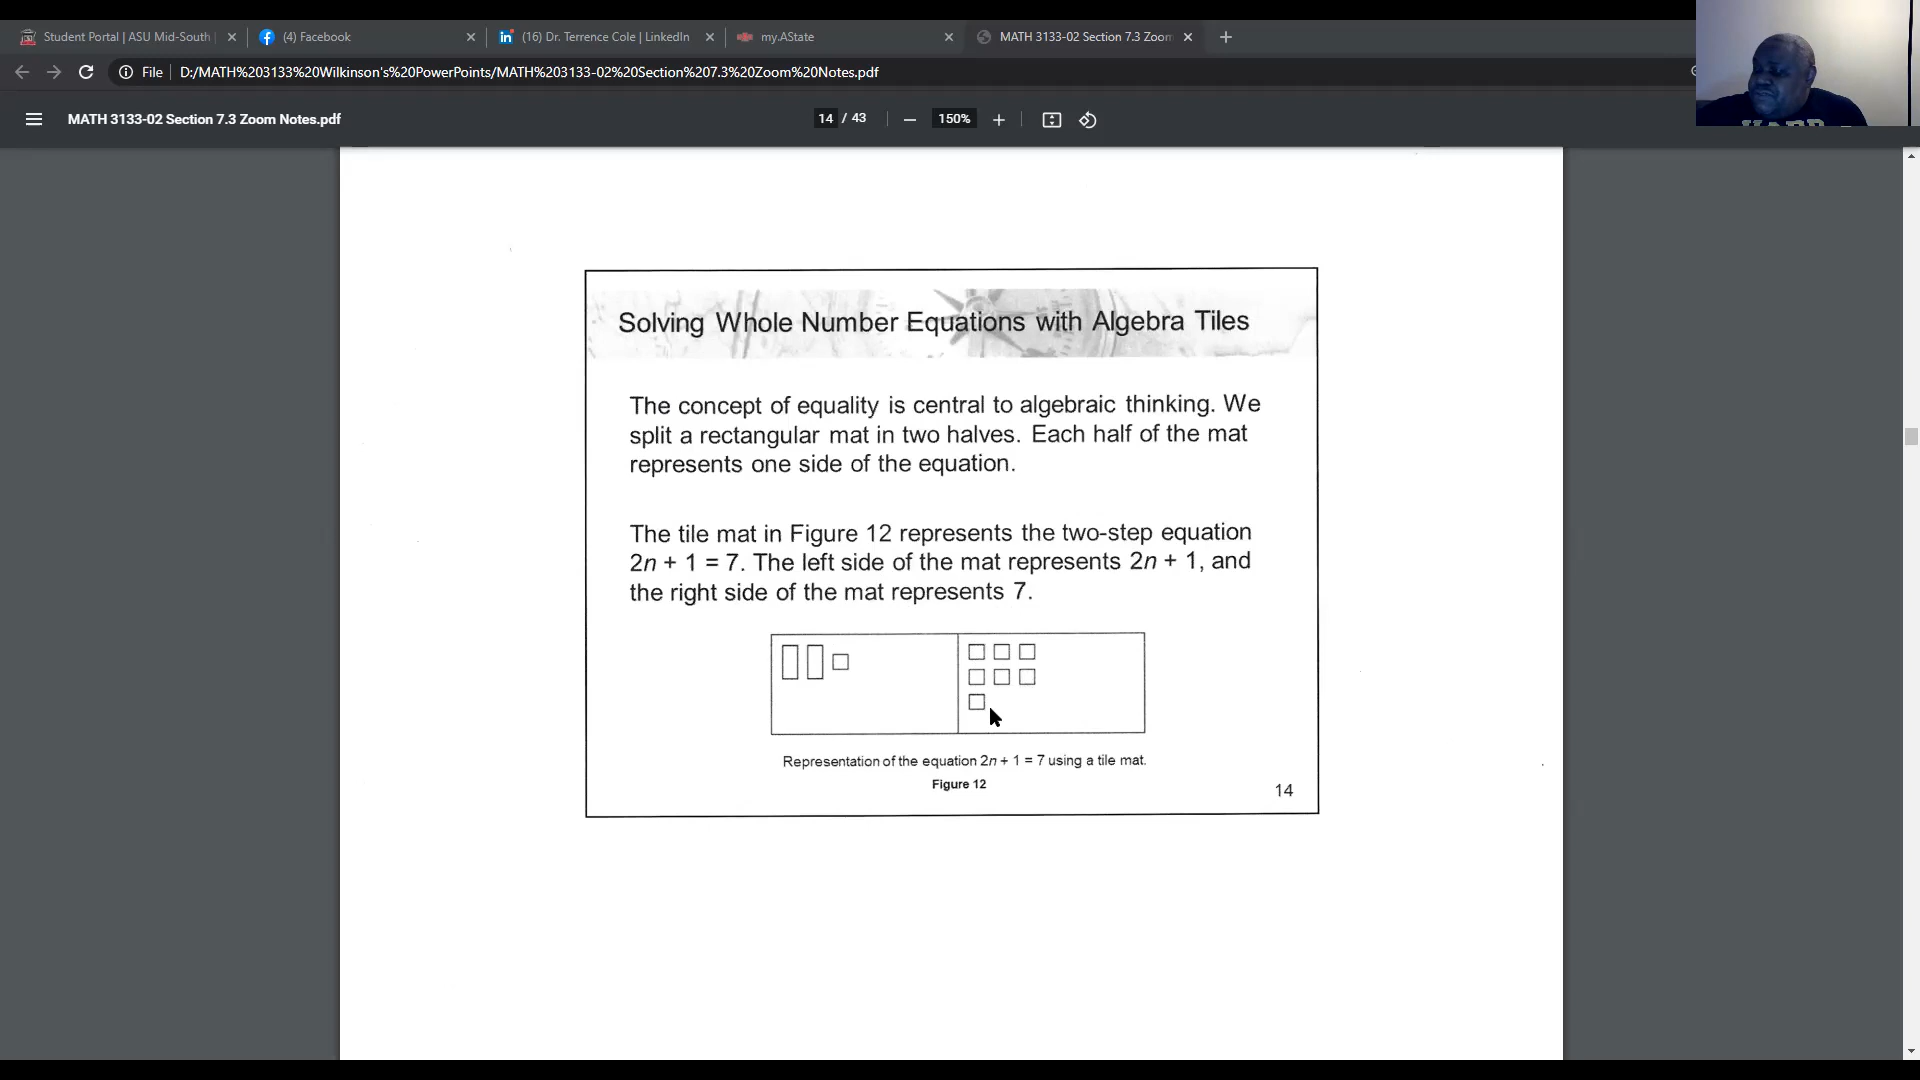 Student Portal | ASU Mid-South
(4) Facebook
in (16) Dr. Terrence Cole | LinkedIn
my.AState
MATH 3133-02 Section 7.3 Zoom
File
D:/MATH%203133%20Wilkinson's%20PowerPoints/MATH%203133-02%20Section%207.3%20Zoom%20Notes.pdf
MATH 3133-02 Section 7.3 Zoom Notes.pdf
14 / 43
150%
Solving Whole Number Equations with Algebra Tiles
The concept of equality is central to algebraic thinking. We
split a rectangular mat in two halves. Each half of the mat
represents one side of the equation.
The tile mat in Figure 12 represents the two-step equation
2n + 1 = 7. The left side of the mat represents 2n + 1, and
the right side of the mat represents 7.
Representation of the equation 2n + 1 = 7 using a tile mat.
Figure 12
14